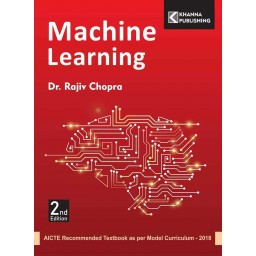 KHANNA
PUBLISHING
Machine
Learning
Dr. Rajiv Chopra
2nd
Edition
AICTE Recommended Textbook as per Model Curriculum - 2018